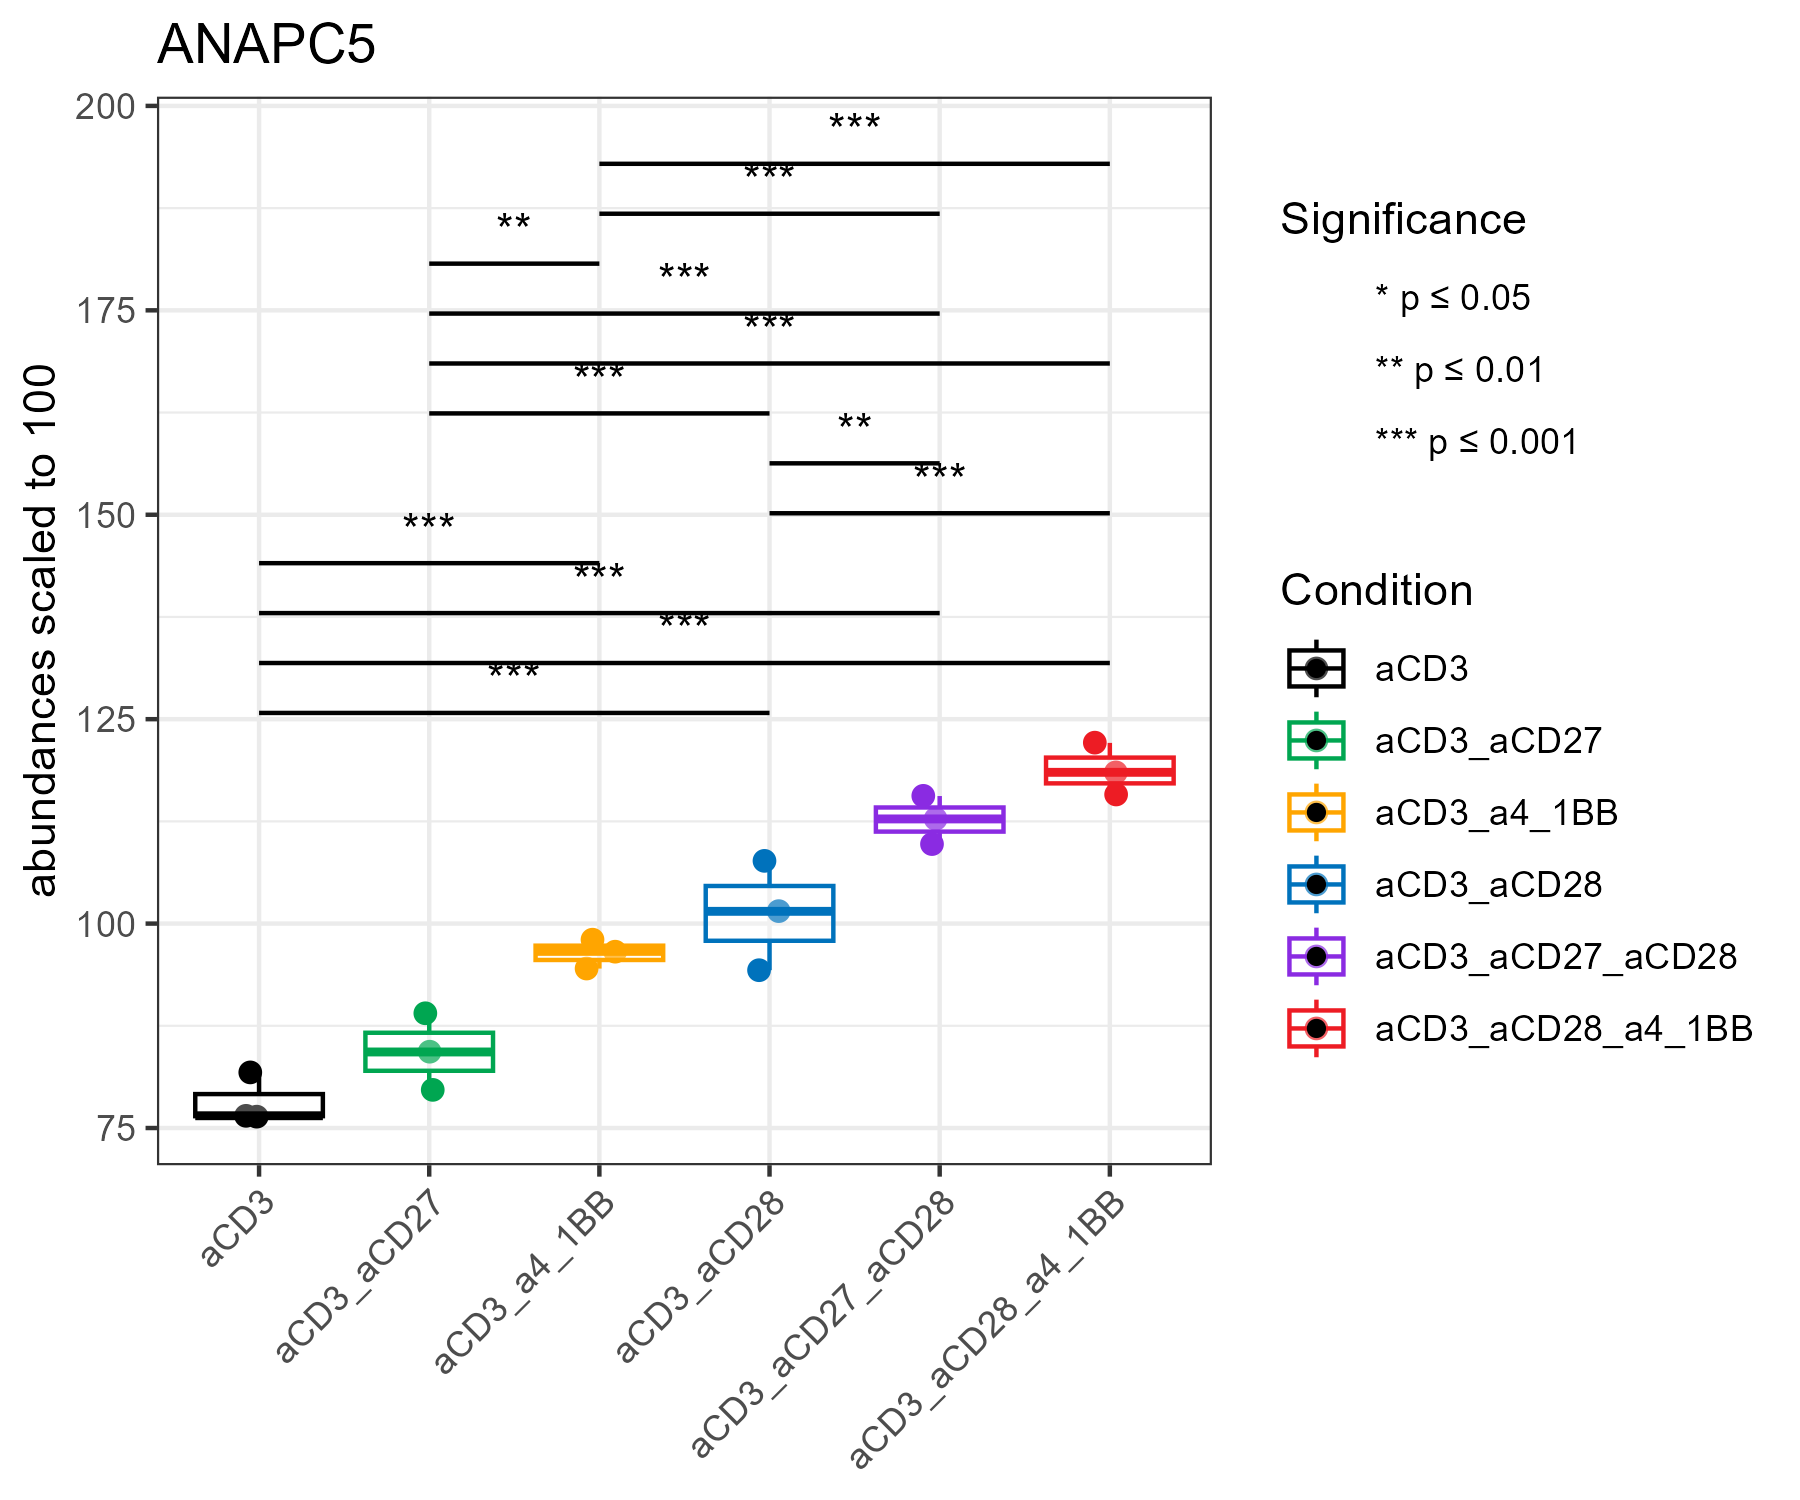 ANAPC5
abundances scaled to 100
200
175
150
125
100
75
***
***
**
***
***
***
**
***
***
***
***
***
aCD3
aCD3_aCD27
aCD3_a4_1BB
aCD3_aCD28
aCD3_aCD27_aCD28
aCD3_aCD28_a4_1BB
Significance
* p ≤ 0.05
** p ≤ 0.01
*** p ≤ 0.001
Condition
aCD3
aCD3_aCD27
aCD3_a4_1BB
aCD3_aCD28
aCD3_aCD27_aCD28
aCD3_aCD28_a4_1BB